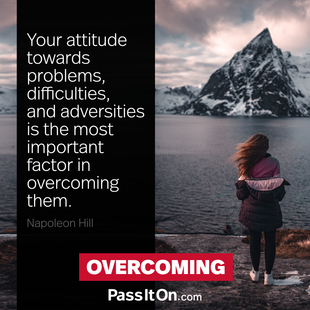 Your attitude
towards
problems,
difficulties,
and adversities
is the most
important
factor in
overcoming
them.
Napoleon Hill
OVERCOMING
PassItOn.com